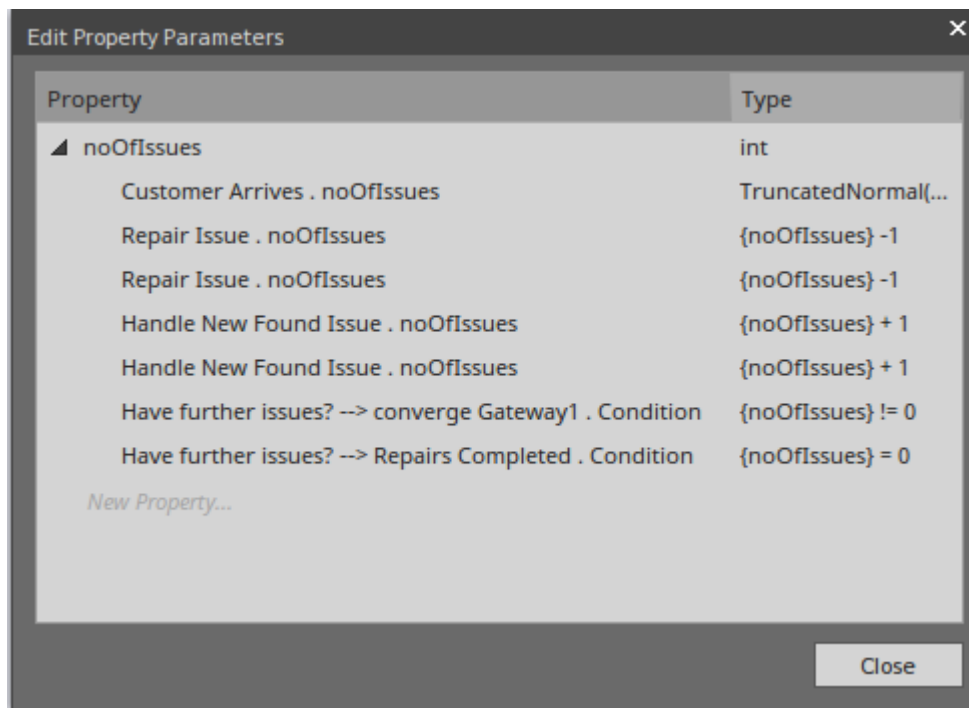 Edit Property Parameters
Property Type
noOfIssues int
Customer Arrives . noOfIssues TruncatedNormal(...
Repair Issue . noOfIssues {noOfIssues} -1
Repair Issue . noOfIssues {noOfIssues} -1
Handle New Found Issue . noOfIssues {noOfIssues} + 1
Handle New Found Issue . noOfIssues {noOfIssues} + 1
Have further issues? --> converge Gateway1 . Condition {noOfIssues} != 0
Have further issues? --> Repairs Completed . Condition {noOfIssues} = 0
New Property...
Close